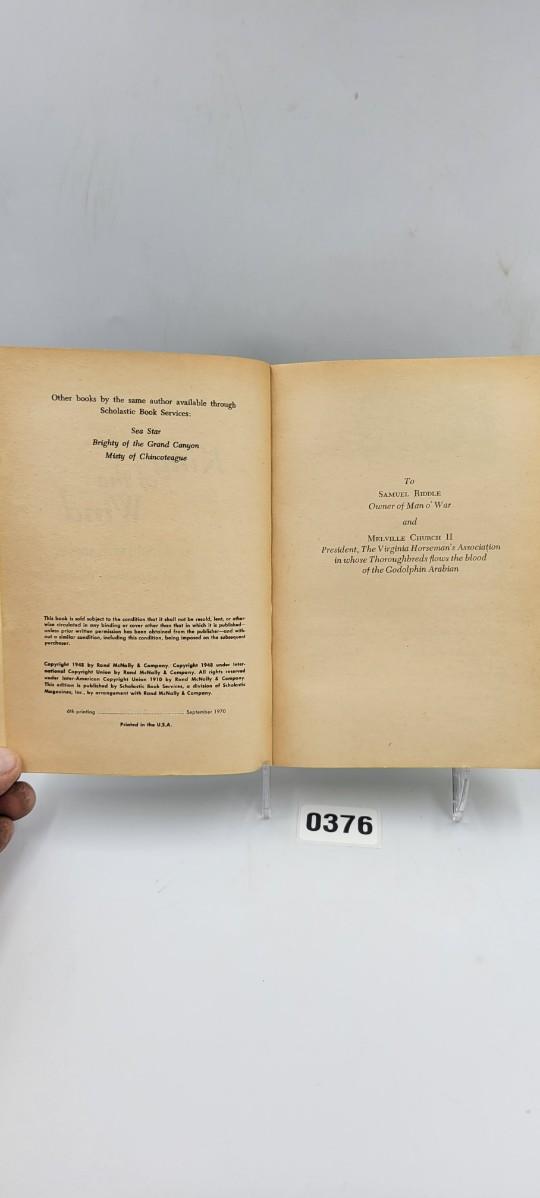 Other books by the same author available through
Scholastic Book Services:
Sea Star
Brighty of the Grand Canyon
Misty of Chincoteague
This book is sold subject to the condition that it shall not be resold, lent, or other-
wise circulated in any binding or cover other than that in which it is published—
unless prior written permission has been obtained from the publisher—and with-
out a similar condition, including this condition, being imposed on the subsequent
purchaser.
Copyright 1948 by Rand McNally & Company. Copyright 1948 under Inter-
national Copyright Union by Rand McNally & Company. All rights reserved
under Inter-American Copyright Union 1910 by Rand McNally & Company.
This edition is published by Scholastic Book Services, a division of Scholastic
Magazines, Inc., by arrangement with Rand McNally & Company.
6th printing September 1970
Printed in the U.S.A.
To
SAMUEL RIDDLE
Owner of Man o' War
and
MELVILLE CHURCH II
President, The Virginia Horseman's Association
in whose Thoroughbreds flows the blood
of the Godolphin Arabian
0376